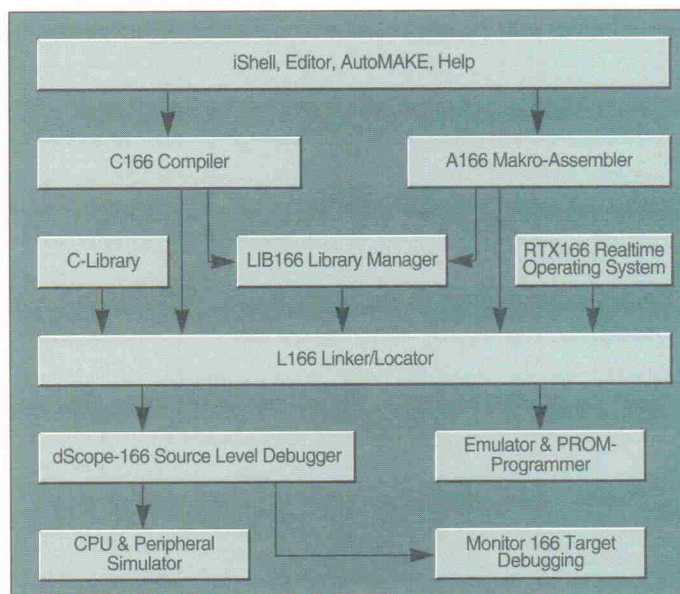 iShell, Editor, AutoMAKE, Help
C166 Compiler
A166 Makro-Assembler
C-Library
LIB166 Library Manager
RTX166 Realtime
Operating System
L166 Linker/Locator
dScope-166 Source Level Debugger
Emulator & PROM-
Programmer
CPU & Peripheral
Simulator
Monitor 166 Target
Debugging